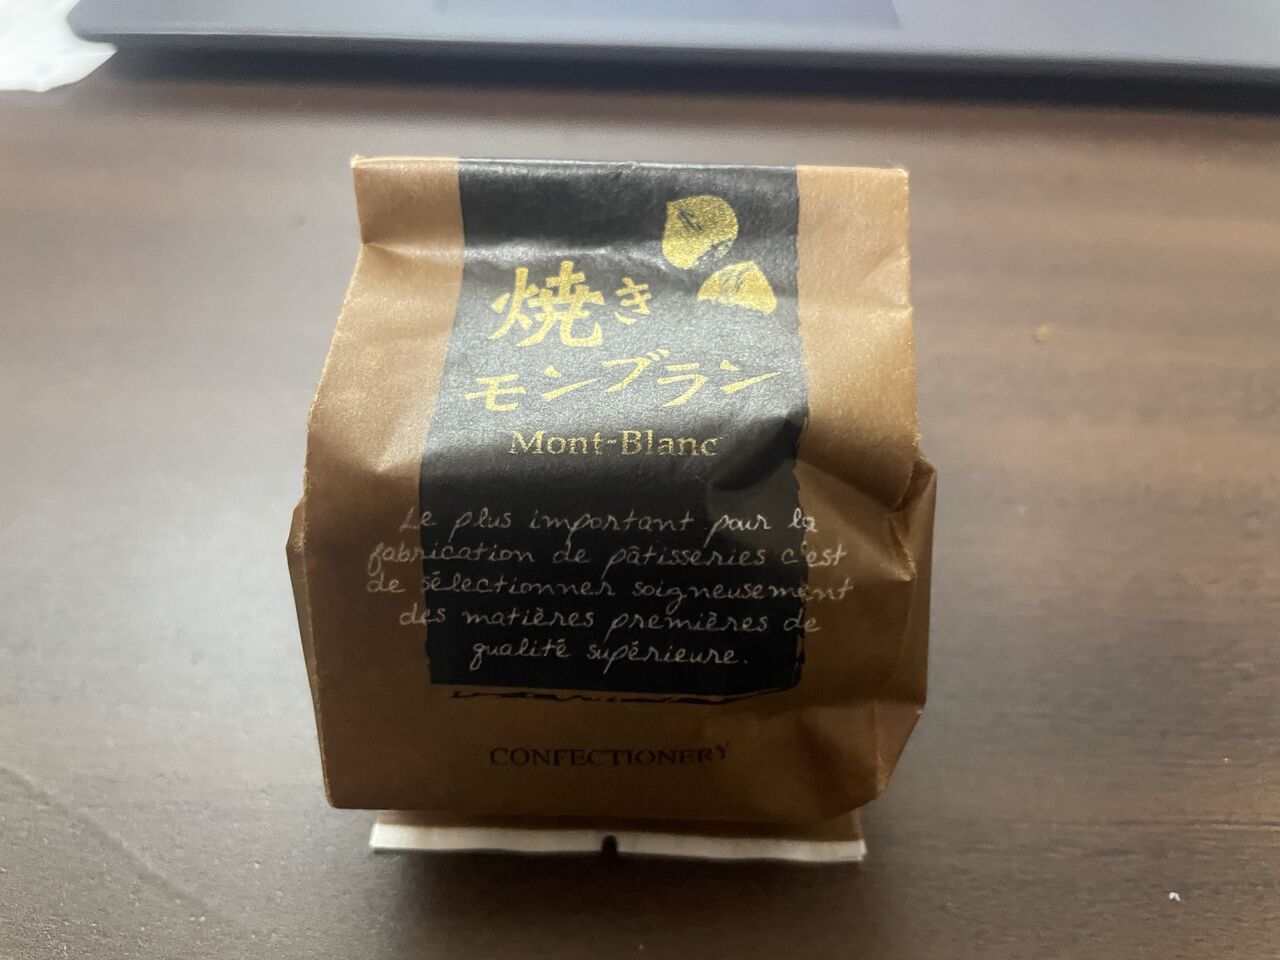 焼き
モンブラン
Mont-Blanc
Le plus important pour la
fabrication de pâtisseries c'est
de sélectionner soigneusement
des matières premières de
qualité supérieure.
CONFECTIONERY